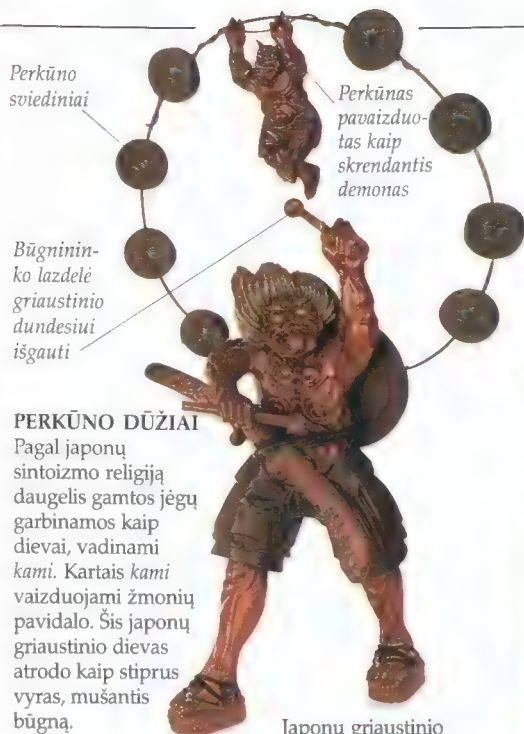 Perkūno
sviediniai
Perkūnas
pavaizduo-
tas kaip
skrendantis
demonas
Būgninin-
ko lazdelė
griaustinio
dundesiui
išgauti
PERKŪNO DŪŽIAI
Pagal japonų
sintoizmo religiją
daugelis gamtos jėgų
garbinamos kaip
dievai, vadinami
kami. Kartais kami
vaizduojami žmonių
pavidalo. Šis japonų
griaustinio dievas
atrodo kaip stiprus
vyras, mušantis
būgną.
Japonų griaustinio